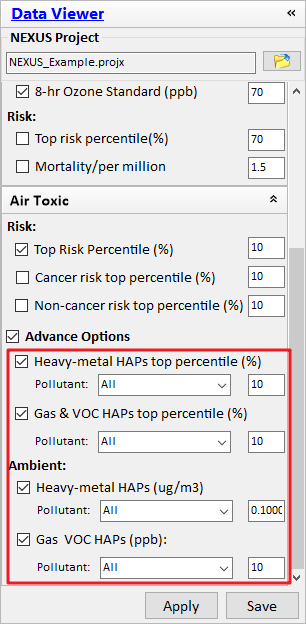 Data Viewer «
NEXUS Project
NEXUS_Example.projx
8-hr Ozone Standard (ppb) 70
Risk:
Top risk percentile(%) 70
Mortality/per million 1.5
Air Toxic
Risk:
Top Risk Percentile (%) 10
Cancer risk top percentile (%) 10
Non-cancer risk top percentile (%) 10
Advance Options
Heavy-metal HAPs top percentile (%)
Pollutant: All 10
Gas & VOC HAPs top percentile (%)
Pollutant: All 10
Ambient:
Heavy-metal HAPs (ug/m3)
Pollutant: All 0.1000
Gas VOC HAPs (ppb):
Pollutant: All 10
Apply Save